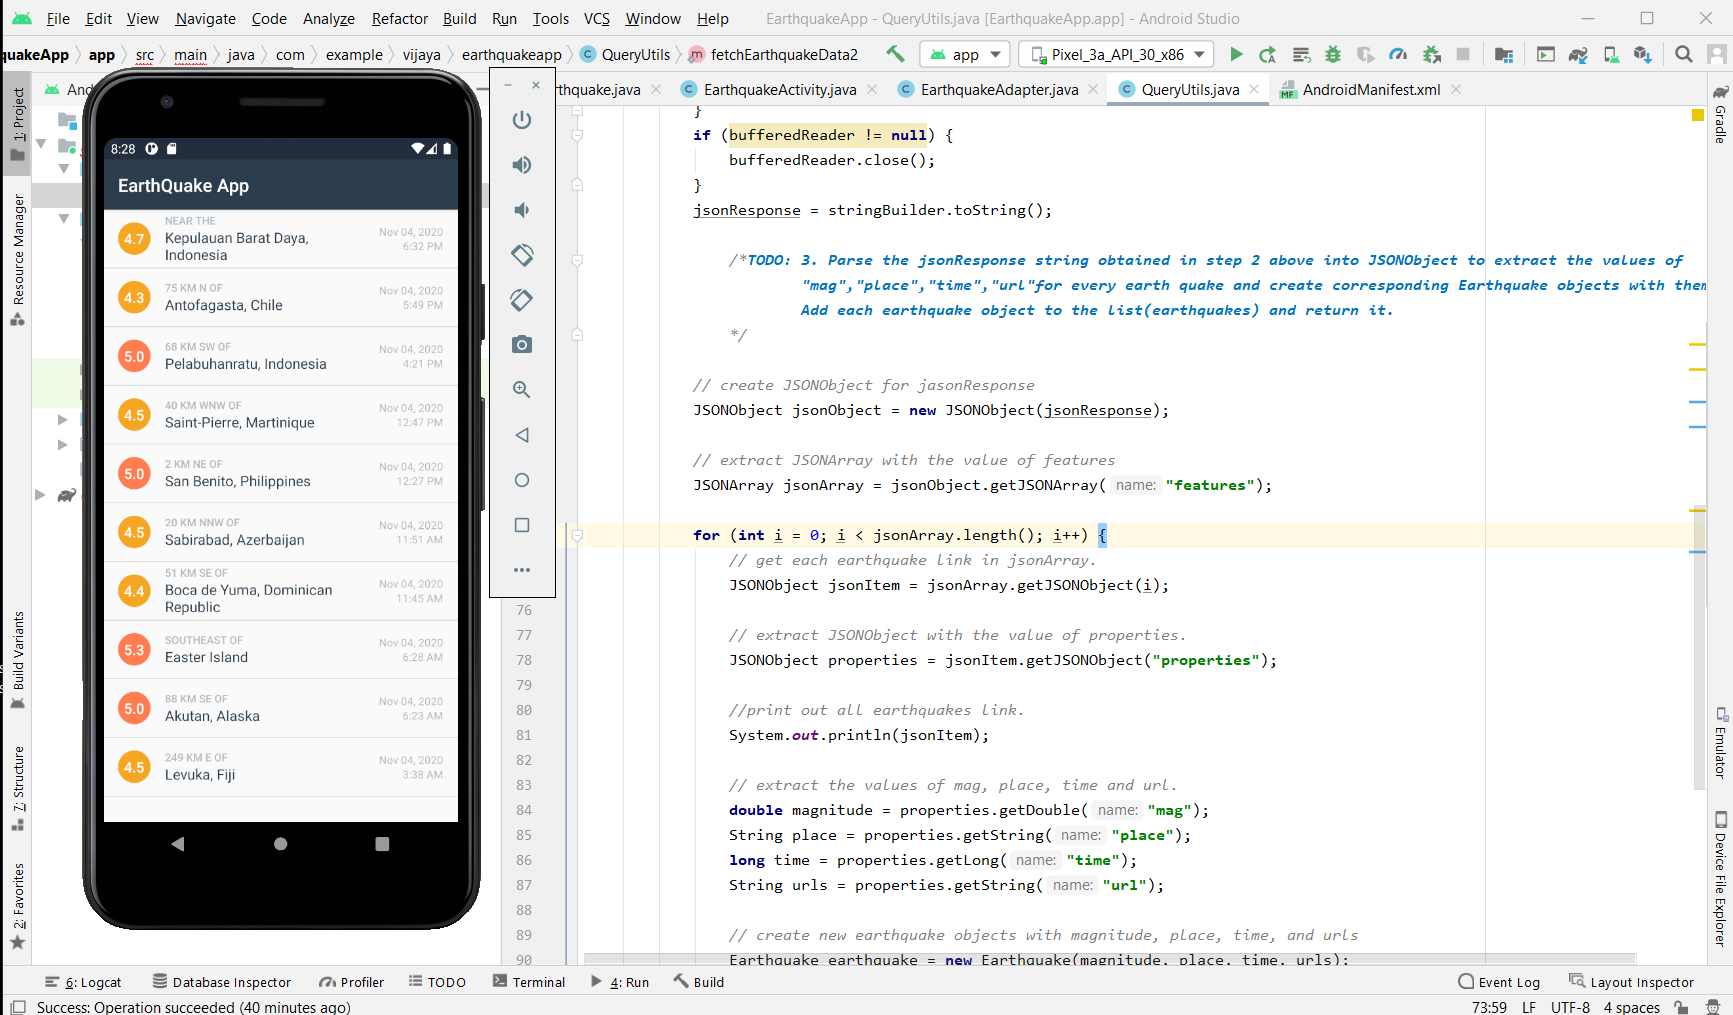 File Edit View Navigate Code Analyze Refactor Build Run Tools VCS Window Help EarthquakeApp - QueryUtils.java [EarthquakeApp.app] - Android Studio
quakeApp app src main java com example vijaya earthquakeapp C QueryUtils m fetchEarthquakeData2 app Pixel_3a_API_30_x86
And thquake.java C EarthquakeActivity.java C EarthquakeAdapter.java C QueryUtils.java MF AndroidManifest.xml
1: Project
Resource Manager
Build Variants
7: Structure
2: Favorites
8:28
EarthQuake App
4.7
NEAR THE
Kepulauan Barat Daya,
Indonesia
Nov 04, 2020
6:32 PM
4.3
75 KM N OF
Antofagasta, Chile
Nov 04, 2020
5:49 PM
5.0
68 KM SW OF
Pelabuhanratu, Indonesia
Nov 04, 2020
4:21 PM
4.5
40 KM WNW OF
Saint-Pierre, Martinique
Nov 04, 2020
12:47 PM
5.0
2 KM NE OF
San Benito, Philippines
Nov 04, 2020
12:27 PM
4.5
20 KM NNW OF
Sabirabad, Azerbaijan
Nov 04, 2020
11:51 AM
4.4
51 KM SE OF
Boca de Yuma, Dominican
Republic
Nov 04, 2020
11:45 AM
5.3
SOUTHEAST OF
Easter Island
Nov 04, 2020
6:28 AM
5.0
88 KM SE OF
Akutan, Alaska
Nov 04, 2020
6:23 AM
4.5
249 KM E OF
Levuka, Fiji
Nov 04, 2020
3:38 AM
}
if (bufferedReader != null) {
bufferedReader.close();
}
jsonResponse = stringBuilder.toString();
/*TODO: 3. Parse the jsonResponse string obtained in step 2 above into JSONObject to extract the values of
"mag","place","time","url"for every earth quake and create corresponding Earthquake objects with them
Add each earthquake object to the list(earthquakes) and return it.
*/
// create JSONObject for jasonResponse
JSONObject jsonObject = new JSONObject(jsonResponse);
// extract JSONArray with the value of features
JSONArray jsonArray = jsonObject.getJSONArray( name: "features");
for (int i = 0; i < jsonArray.length(); i++) {
// get each earthquake link in jsonArray.
JSONObject jsonItem = jsonArray.getJSONObject(i);
76
77 // extract JSONObject with the value of properties.
78 JSONObject properties = jsonItem.getJSONObject("properties");
79
80 //print out all earthquakes link.
81 System.out.println(jsonItem);
82
83 // extract the values of mag, place, time and url.
84 double magnitude = properties.getDouble( name: "mag");
85 String place = properties.getString( name: "place");
86 long time = properties.getLong( name: "time");
87 String urls = properties.getString( name: "url");
88
89 // create new earthquake objects with magnitude, place, time, and urls
90 Earthquake earthquake = new Earthquake(magnitude, place, time, urls);
Gradle
Emulator
Device File Explorer
6: Logcat Database Inspector Profiler TODO Terminal 4: Run Build Event Log Layout Inspector
Success: Operation succeeded (40 minutes ago) 73:59 LF UTF-8 4 spaces